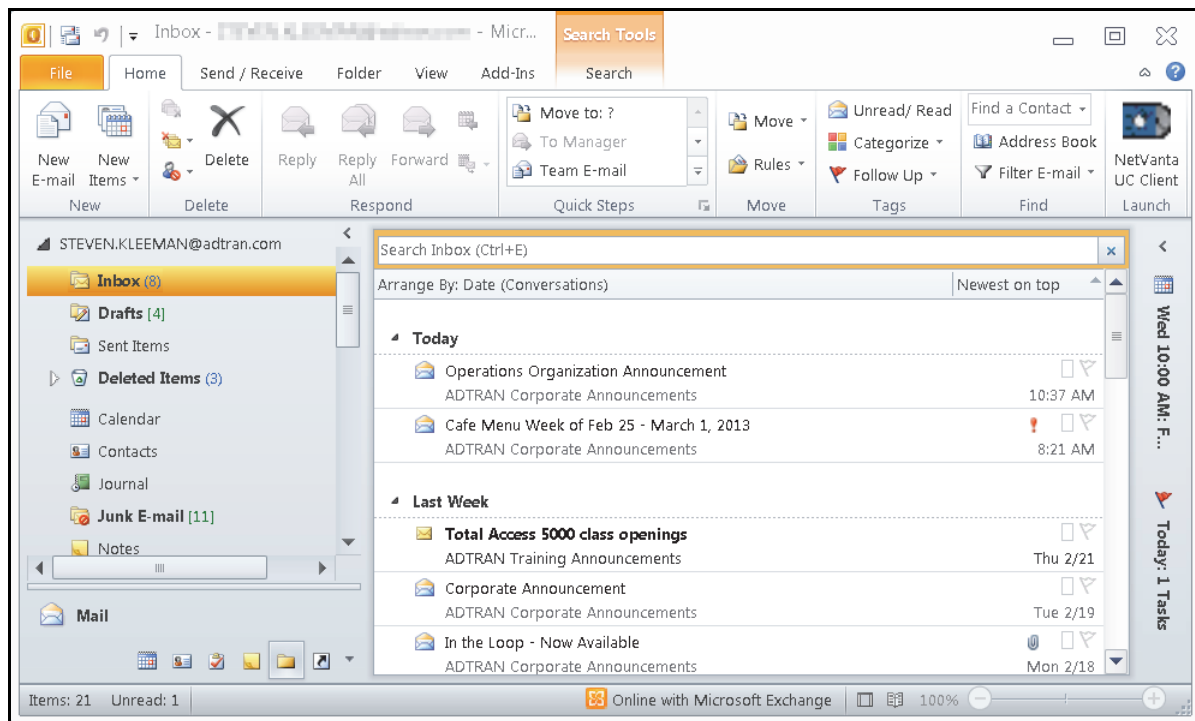 Inbox - - Micr...
Search Tools
File Home Send / Receive Folder View Add-Ins Search
New E-mail
New Items
Delete
Reply
Reply All
Forward
Move to: ?
To Manager
Team E-mail
Move
Rules
Unread/ Read
Categorize
Follow Up
Find a Contact
Address Book
Filter E-mail
NetVanta UC Client
New Delete Respond Quick Steps Move Tags Find Launch
STEVEN.KLEEMAN@adtran.com
Inbox (8)
Drafts [4]
Sent Items
Deleted Items (3)
Calendar
Contacts
Journal
Junk E-mail [11]
Notes
Mail
Search Inbox (Ctrl+E)
Arrange By: Date (Conversations) Newest on top
Today
Operations Organization Announcement
ADTRAN Corporate Announcements 10:37 AM
Cafe Menu Week of Feb 25 - March 1, 2013
ADTRAN Corporate Announcements 8:21 AM
Last Week
Total Access 5000 class openings
ADTRAN Training Announcements Thu 2/21
Corporate Announcement
ADTRAN Corporate Announcements Tue 2/19
In the Loop - Now Available
ADTRAN Corporate Announcements Mon 2/18
Wed 10:00 AM: F...
Today: 1 Tasks
Items: 21 Unread: 1 Online with Microsoft Exchange 100%